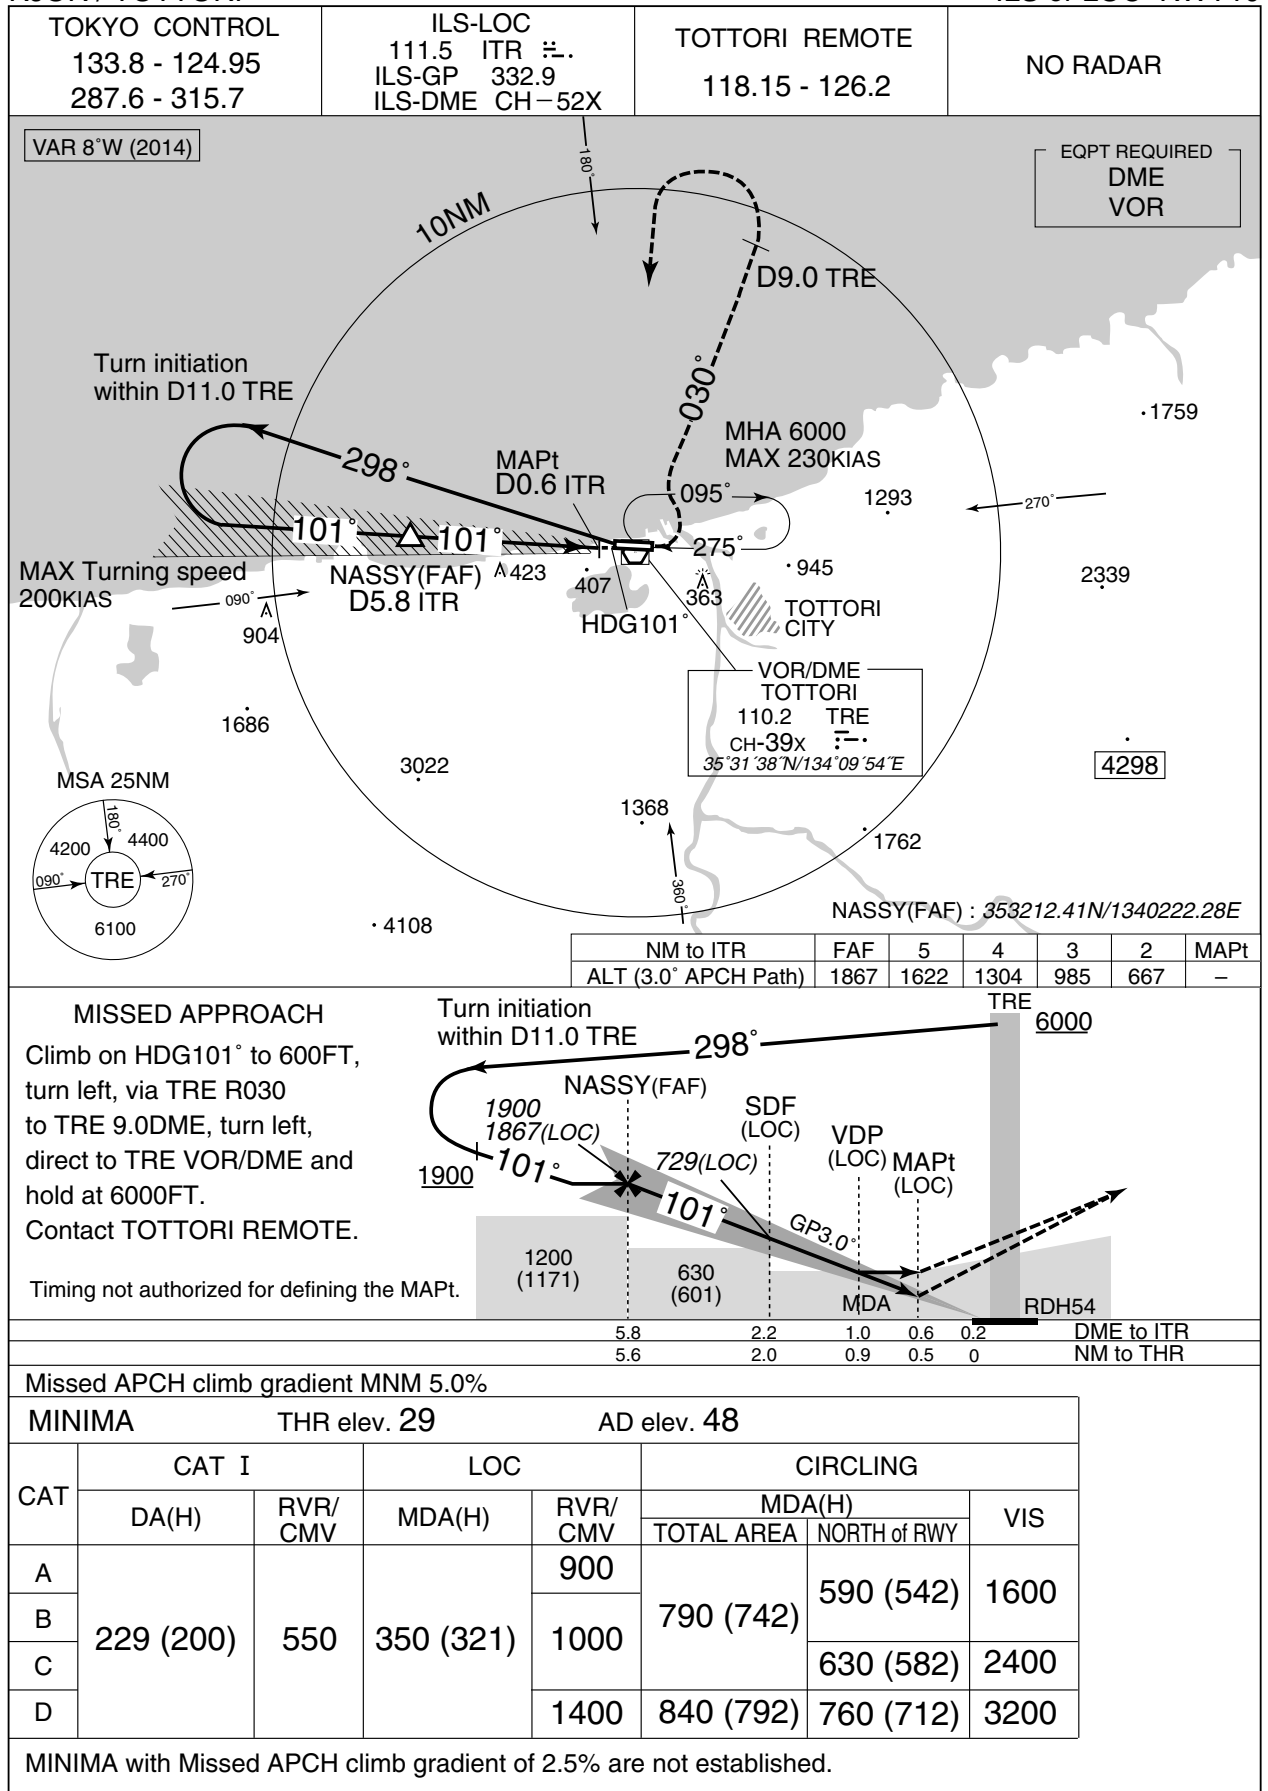 TOKYO CONTROL
133.8 - 124.95
287.6 - 315.7
ILS-LOC
111.5 ITR
ILS-GP 332.9
ILS-DME CH-52X
TOTTORI REMOTE
118.15 - 126.2
NO RADAR
VAR 8°W (2014)
EQPT REQUIRED
DME
VOR
180°
10NM
D9.0 TRE
Turn initiation
within D11.0 TRE
030°
1759
MHA 6000
MAX 230KIAS
298°
MAPt
D0.6 ITR
095°
1293
270°
101°
101°
275°
MAX Turning speed
200KIAS
NASSY(FAF)
D5.8 ITR
423
407
945
2339
090°
363
904
HDG101°
TOTTORI
CITY
VOR/DME
TOTTORI
110.2 TRE
CH-39X
35°31´38˝N/134°09´54˝E
1686
3022
4298
MSA 25NM
180°
4200
4400
090°
TRE
270°
6100
1368
1762
360°
4108
NASSY(FAF) : 353212.41N/1340222.28E
NM to ITR FAF 5 4 3 2 MAPt
ALT (3.0° APCH Path) 1867 1622 1304 985 667 –
MISSED APPROACH
Climb on HDG101° to 600FT,
turn left, via TRE R030
to TRE 9.0DME, turn left,
direct to TRE VOR/DME and
hold at 6000FT.
Contact TOTTORI REMOTE.
Timing not authorized for defining the MAPt.
Turn initiation
within D11.0 TRE
TRE
6000
298°
NASSY(FAF)
1900
1867(LOC)
SDF
(LOC)
VDP
(LOC)
MAPt
(LOC)
729(LOC)
1900
101°
101°
GP3.0°
1200
(1171)
630
(601)
MDA
RDH54
5.8 2.2 1.0 0.6 0.2 DME to ITR
5.6 2.0 0.9 0.5 0 NM to THR
Missed APCH climb gradient MNM 5.0%
MINIMA THR elev. 29 AD elev. 48
CAT
CAT I
LOC
CIRCLING
DA(H)
RVR/
CMV
MDA(H)
RVR/
CMV
MDA(H)
TOTAL AREA
NORTH of RWY
VIS
A
B
C
D
229 (200)
550
350 (321)
900
1000
1400
790 (742)
840 (792)
590 (542)
630 (582)
760 (712)
1600
2400
3200
MINIMA with Missed APCH climb gradient of 2.5% are not established.